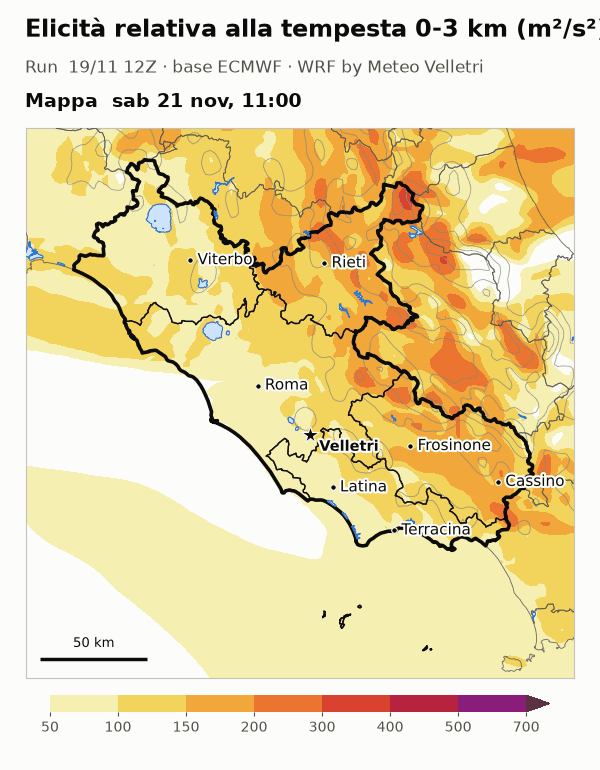 Elicità relativa alla tempesta 0-3 km (m²/s²)
Run 19/11 12Z · base ECMWF · WRF by Meteo Velletri
Mappa sab 21 nov, 11:00
Viterbo
Rieti
Roma
Velletri
Frosinone
Cassino
Latina
Terracina
50 km
50 100 150 200 300 400 500 700